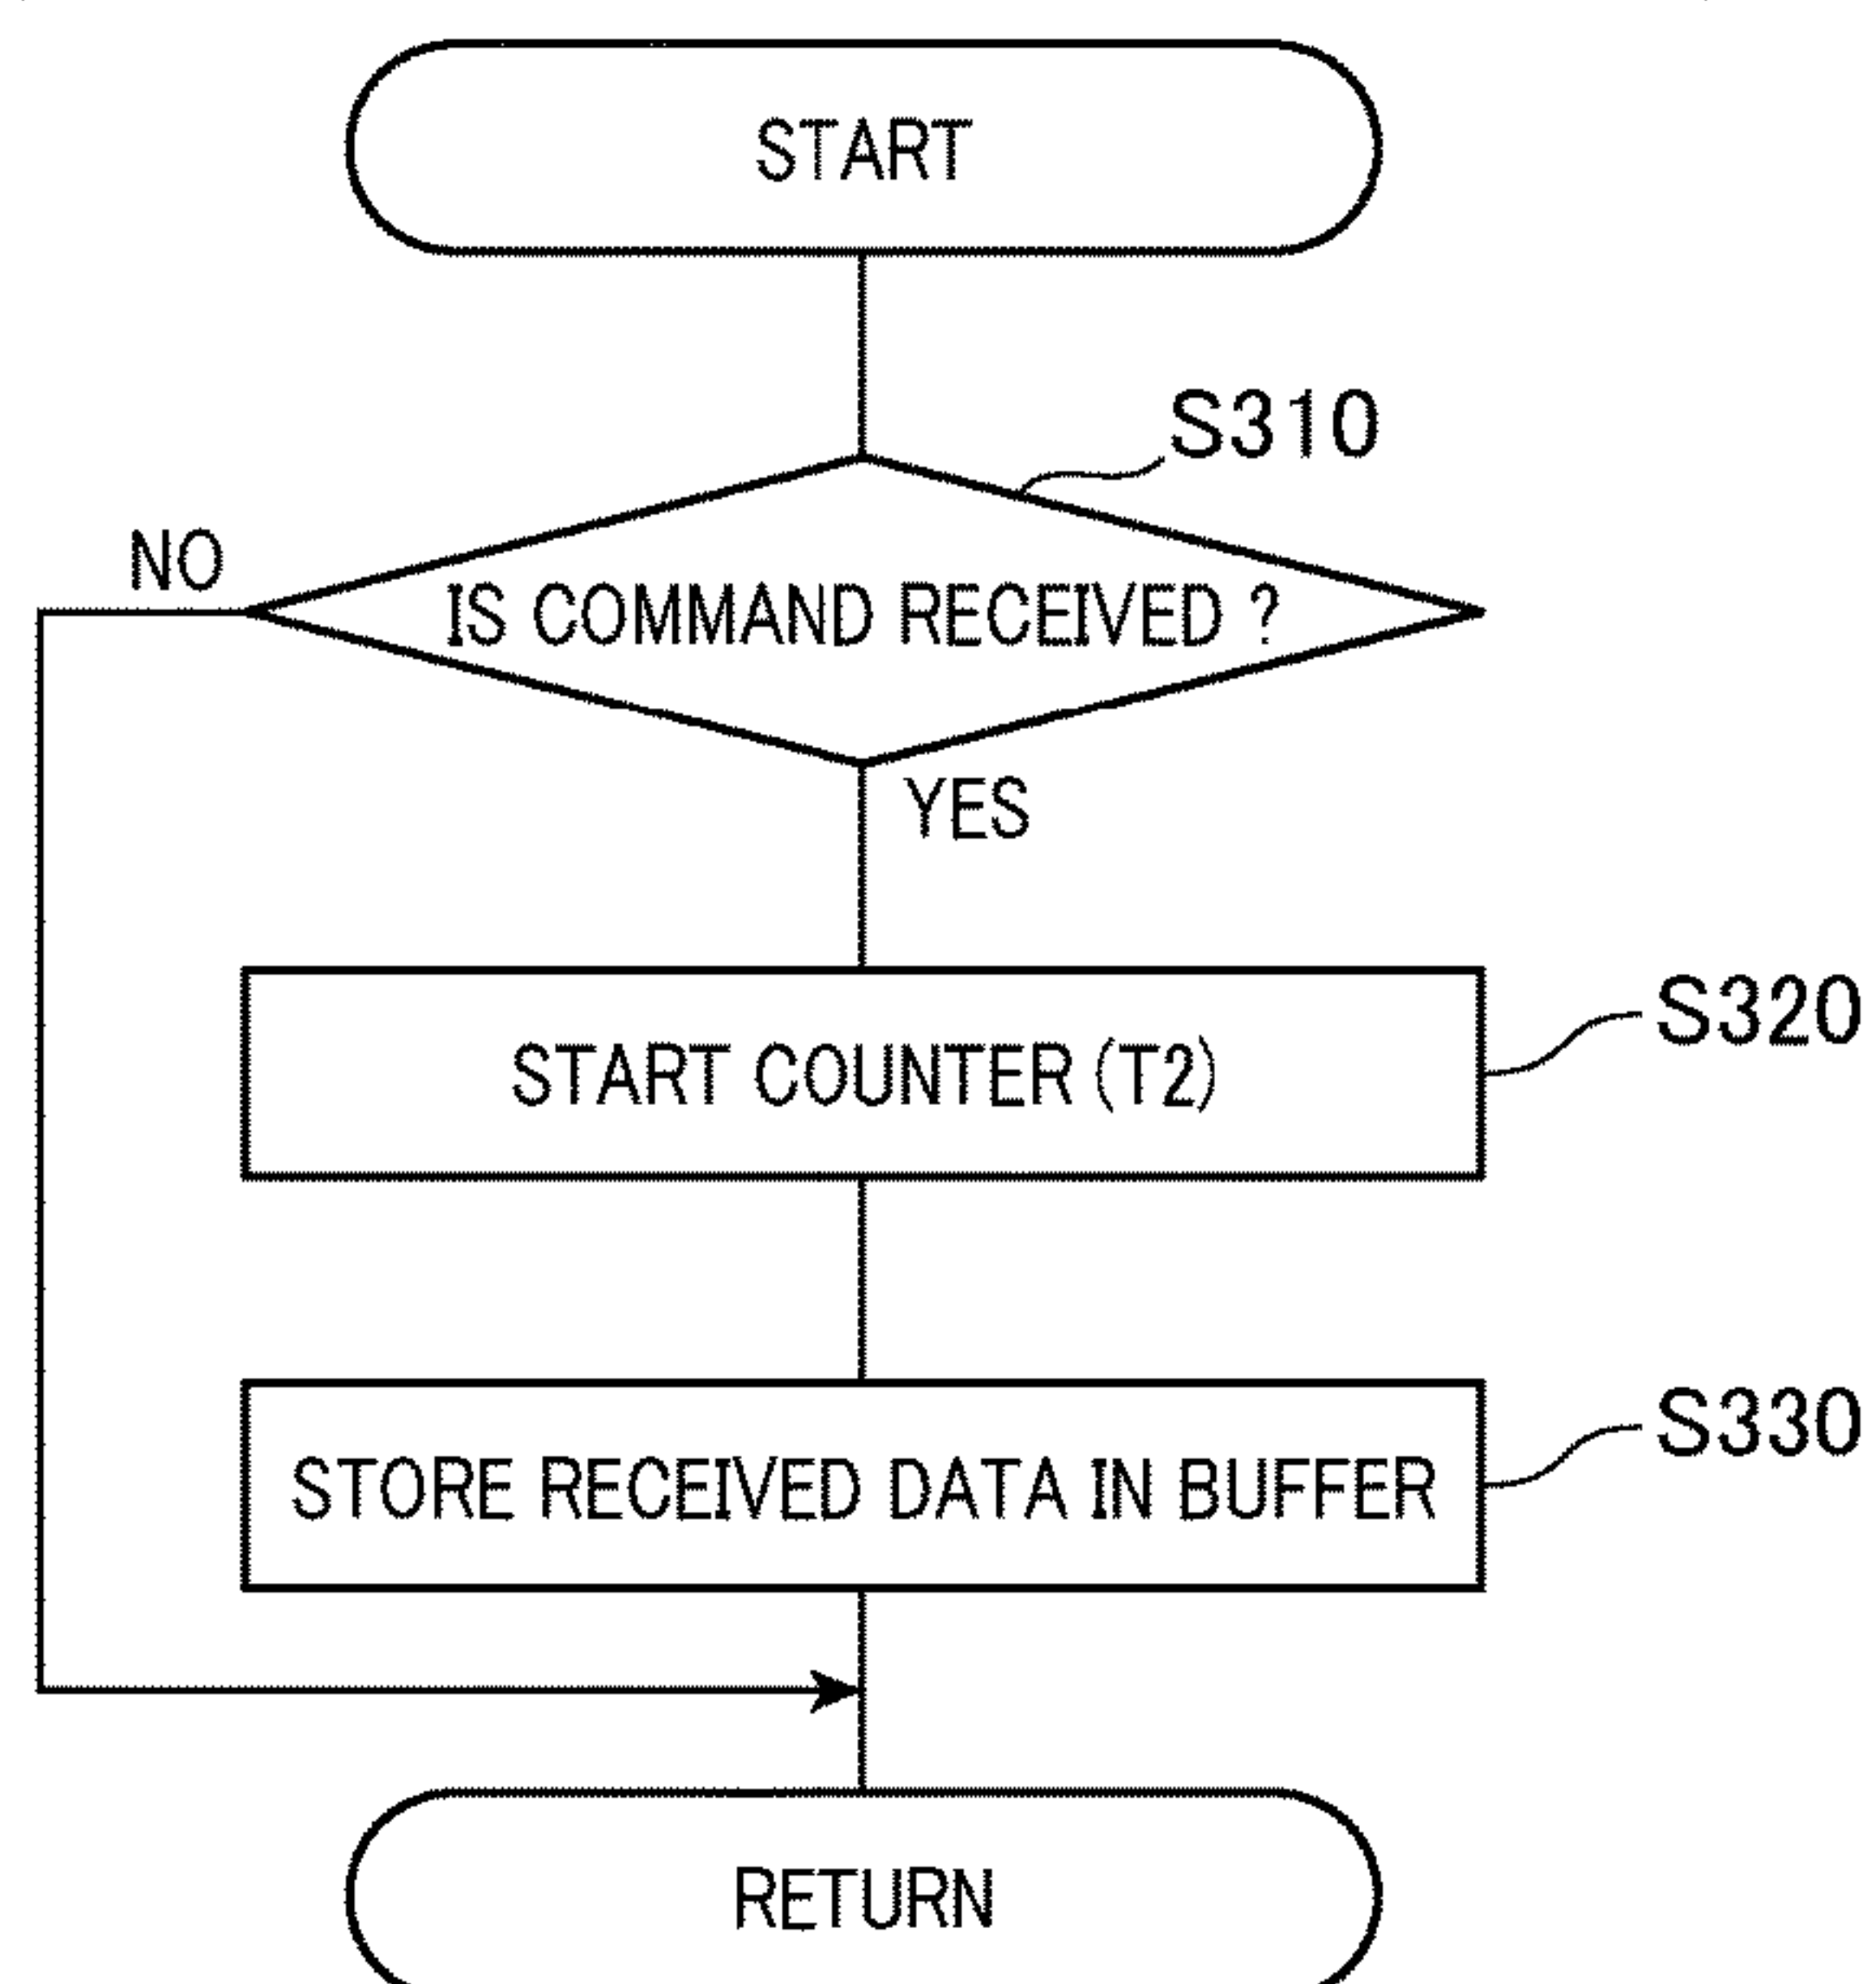 START
S310
NO
IS COMMAND RECEIVED ?
YES
START COUNTER (T2)
S320
STORE RECEIVED DATA IN BUFFER
S330
RETURN